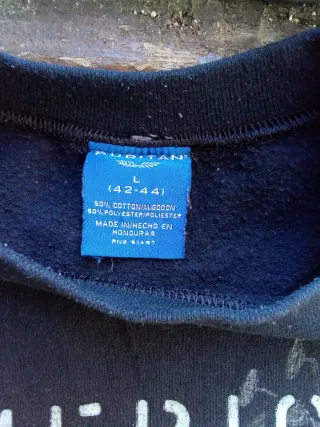 PURITAN
L
(42-44)
50% COTTON/ALGODON
50% POLYESTER/POLIESTER
MADE IN/HECHO EN
HONDURAS